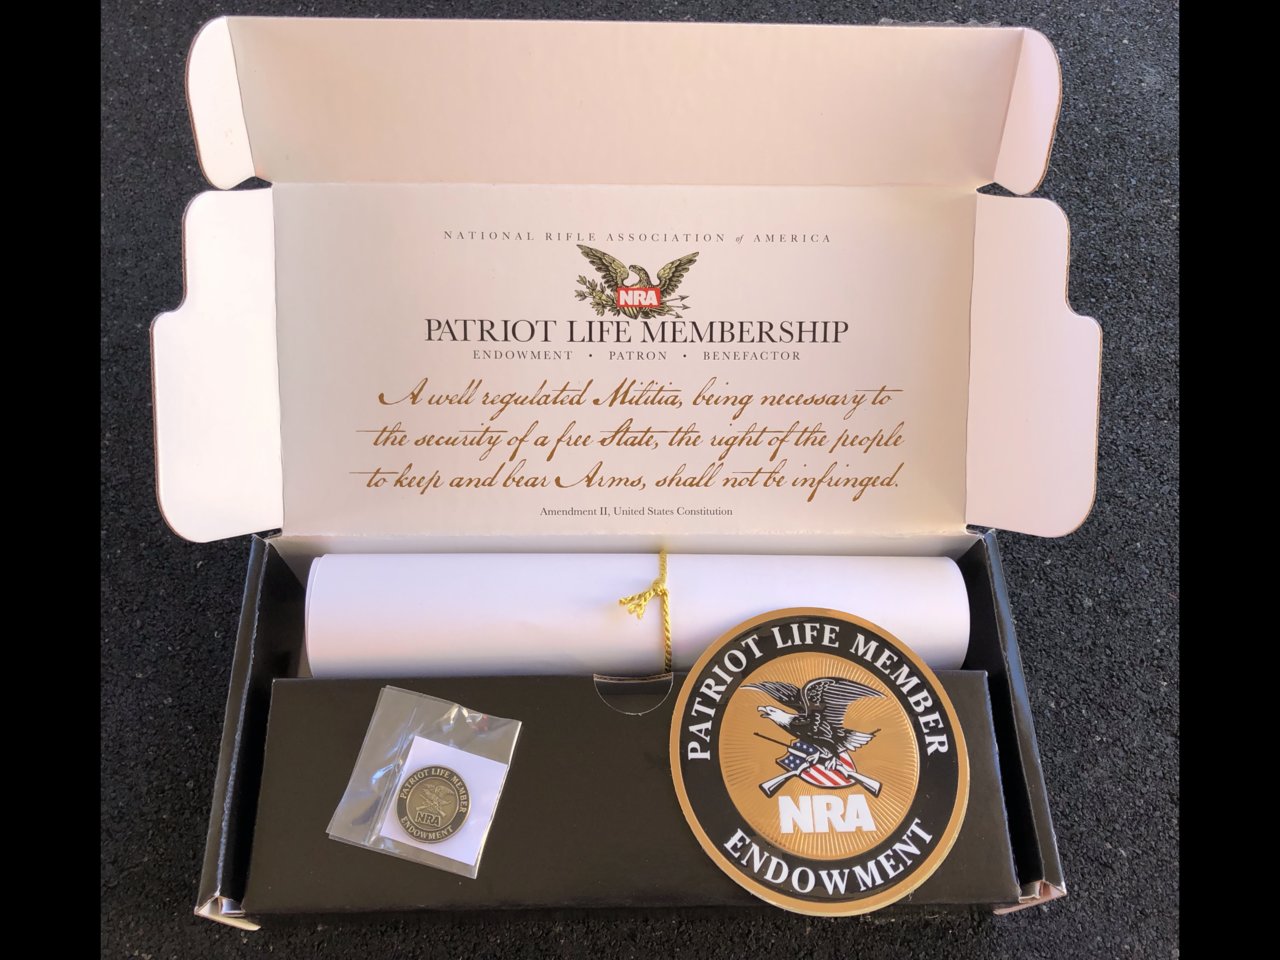 NATIONAL RIFLE ASSOCIATION of AMERICA
NRA
PATRIOT LIFE MEMBERSHIP
ENDOWMENT • PATRON • BENEFACTOR
A well regulated Militia, being necessary to
the security of a free State, the right of the people
to keep and bear Arms, shall not be infringed.
Amendment II, United States Constitution
PATRIOT LIFE MEMBER
NRA
ENDOWMENT
PATRIOT LIFE MEMBER
NRA
ENDOWMENT